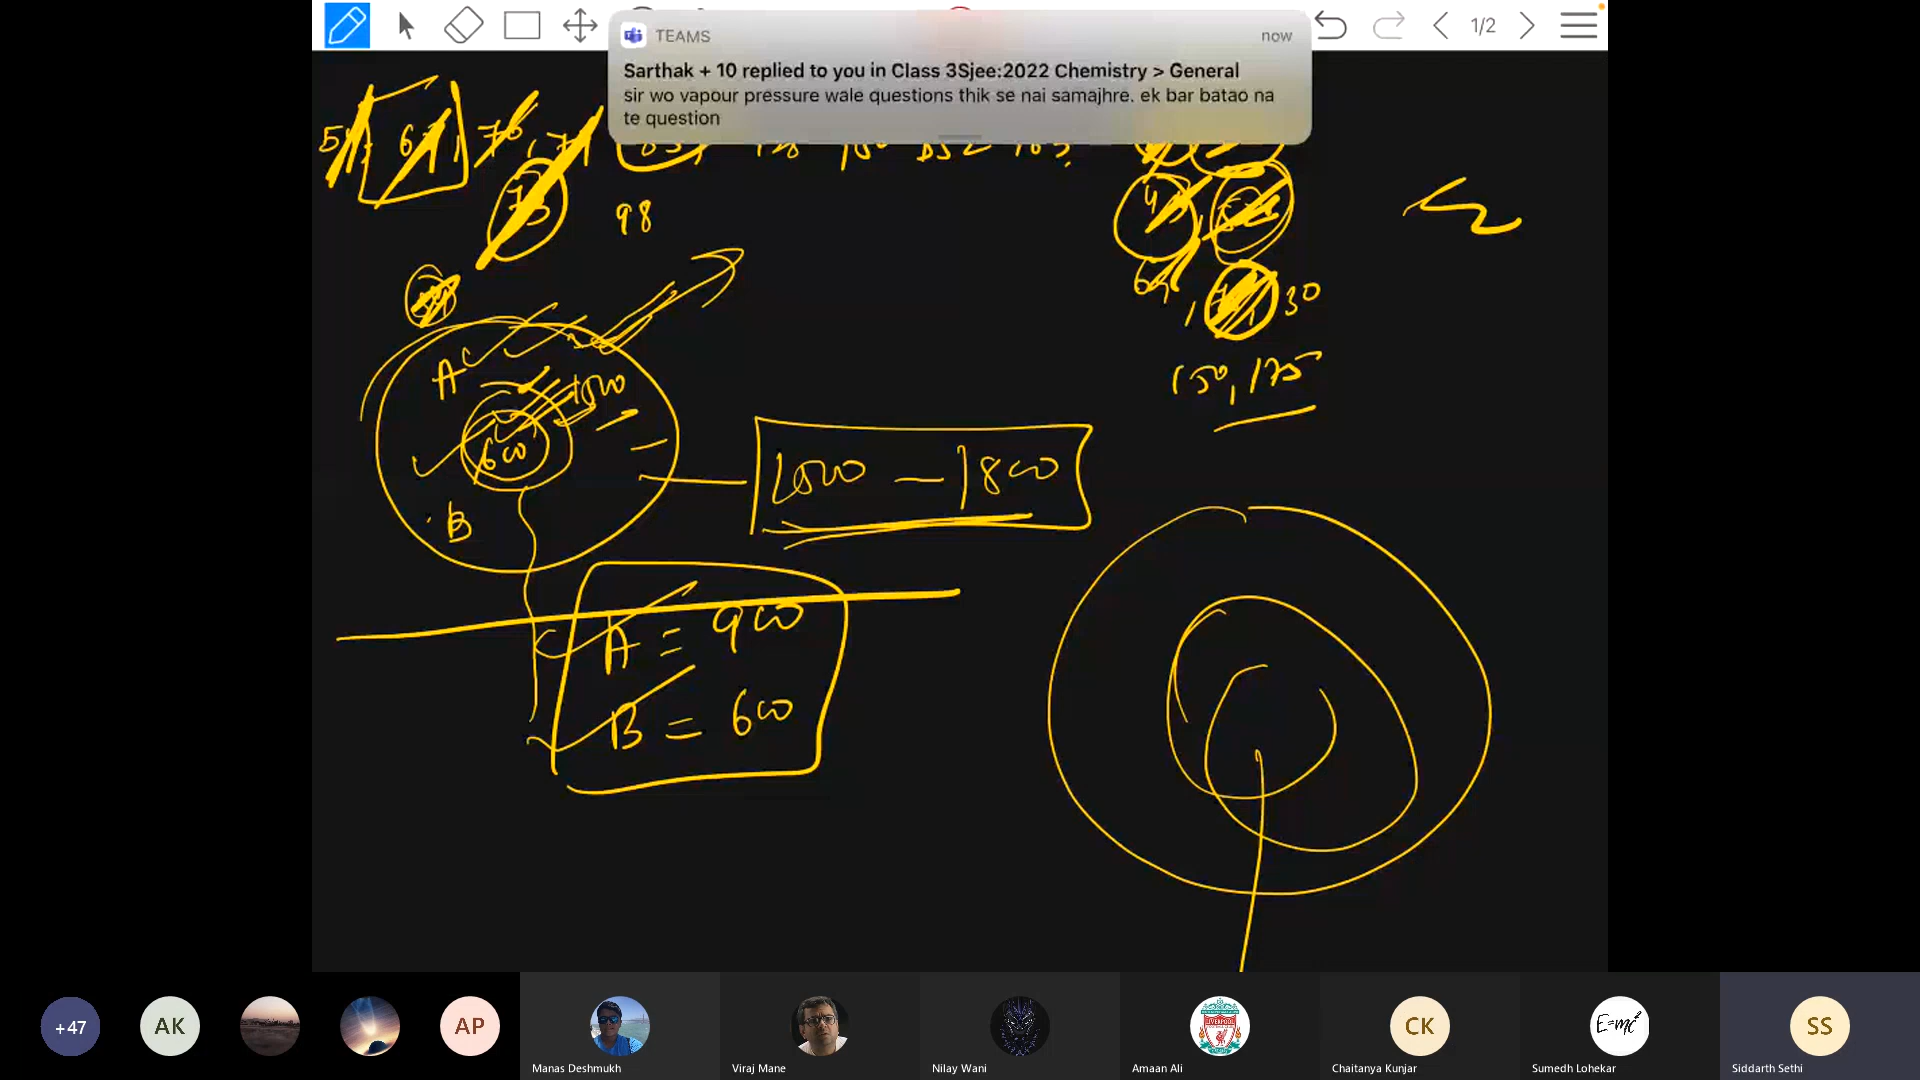 1/2
TEAMS
now
Sarthak + 10 replied to you in Class 3Sjee:2022 Chemistry > General
sir wo vapour pressure wale questions thik se nai samajhre. ek bar batao na
te question
98
30
150, 175
A
1500
600
B
1500 – 1800
A = 900
B = 600
+47
AK
AP
E=mc²
CK
SS
Manas Deshmukh
Viraj Mane
Nilay Wani
Amaan Ali
Chaitanya Kunjar
Sumedh Lohekar
Siddarth Sethi